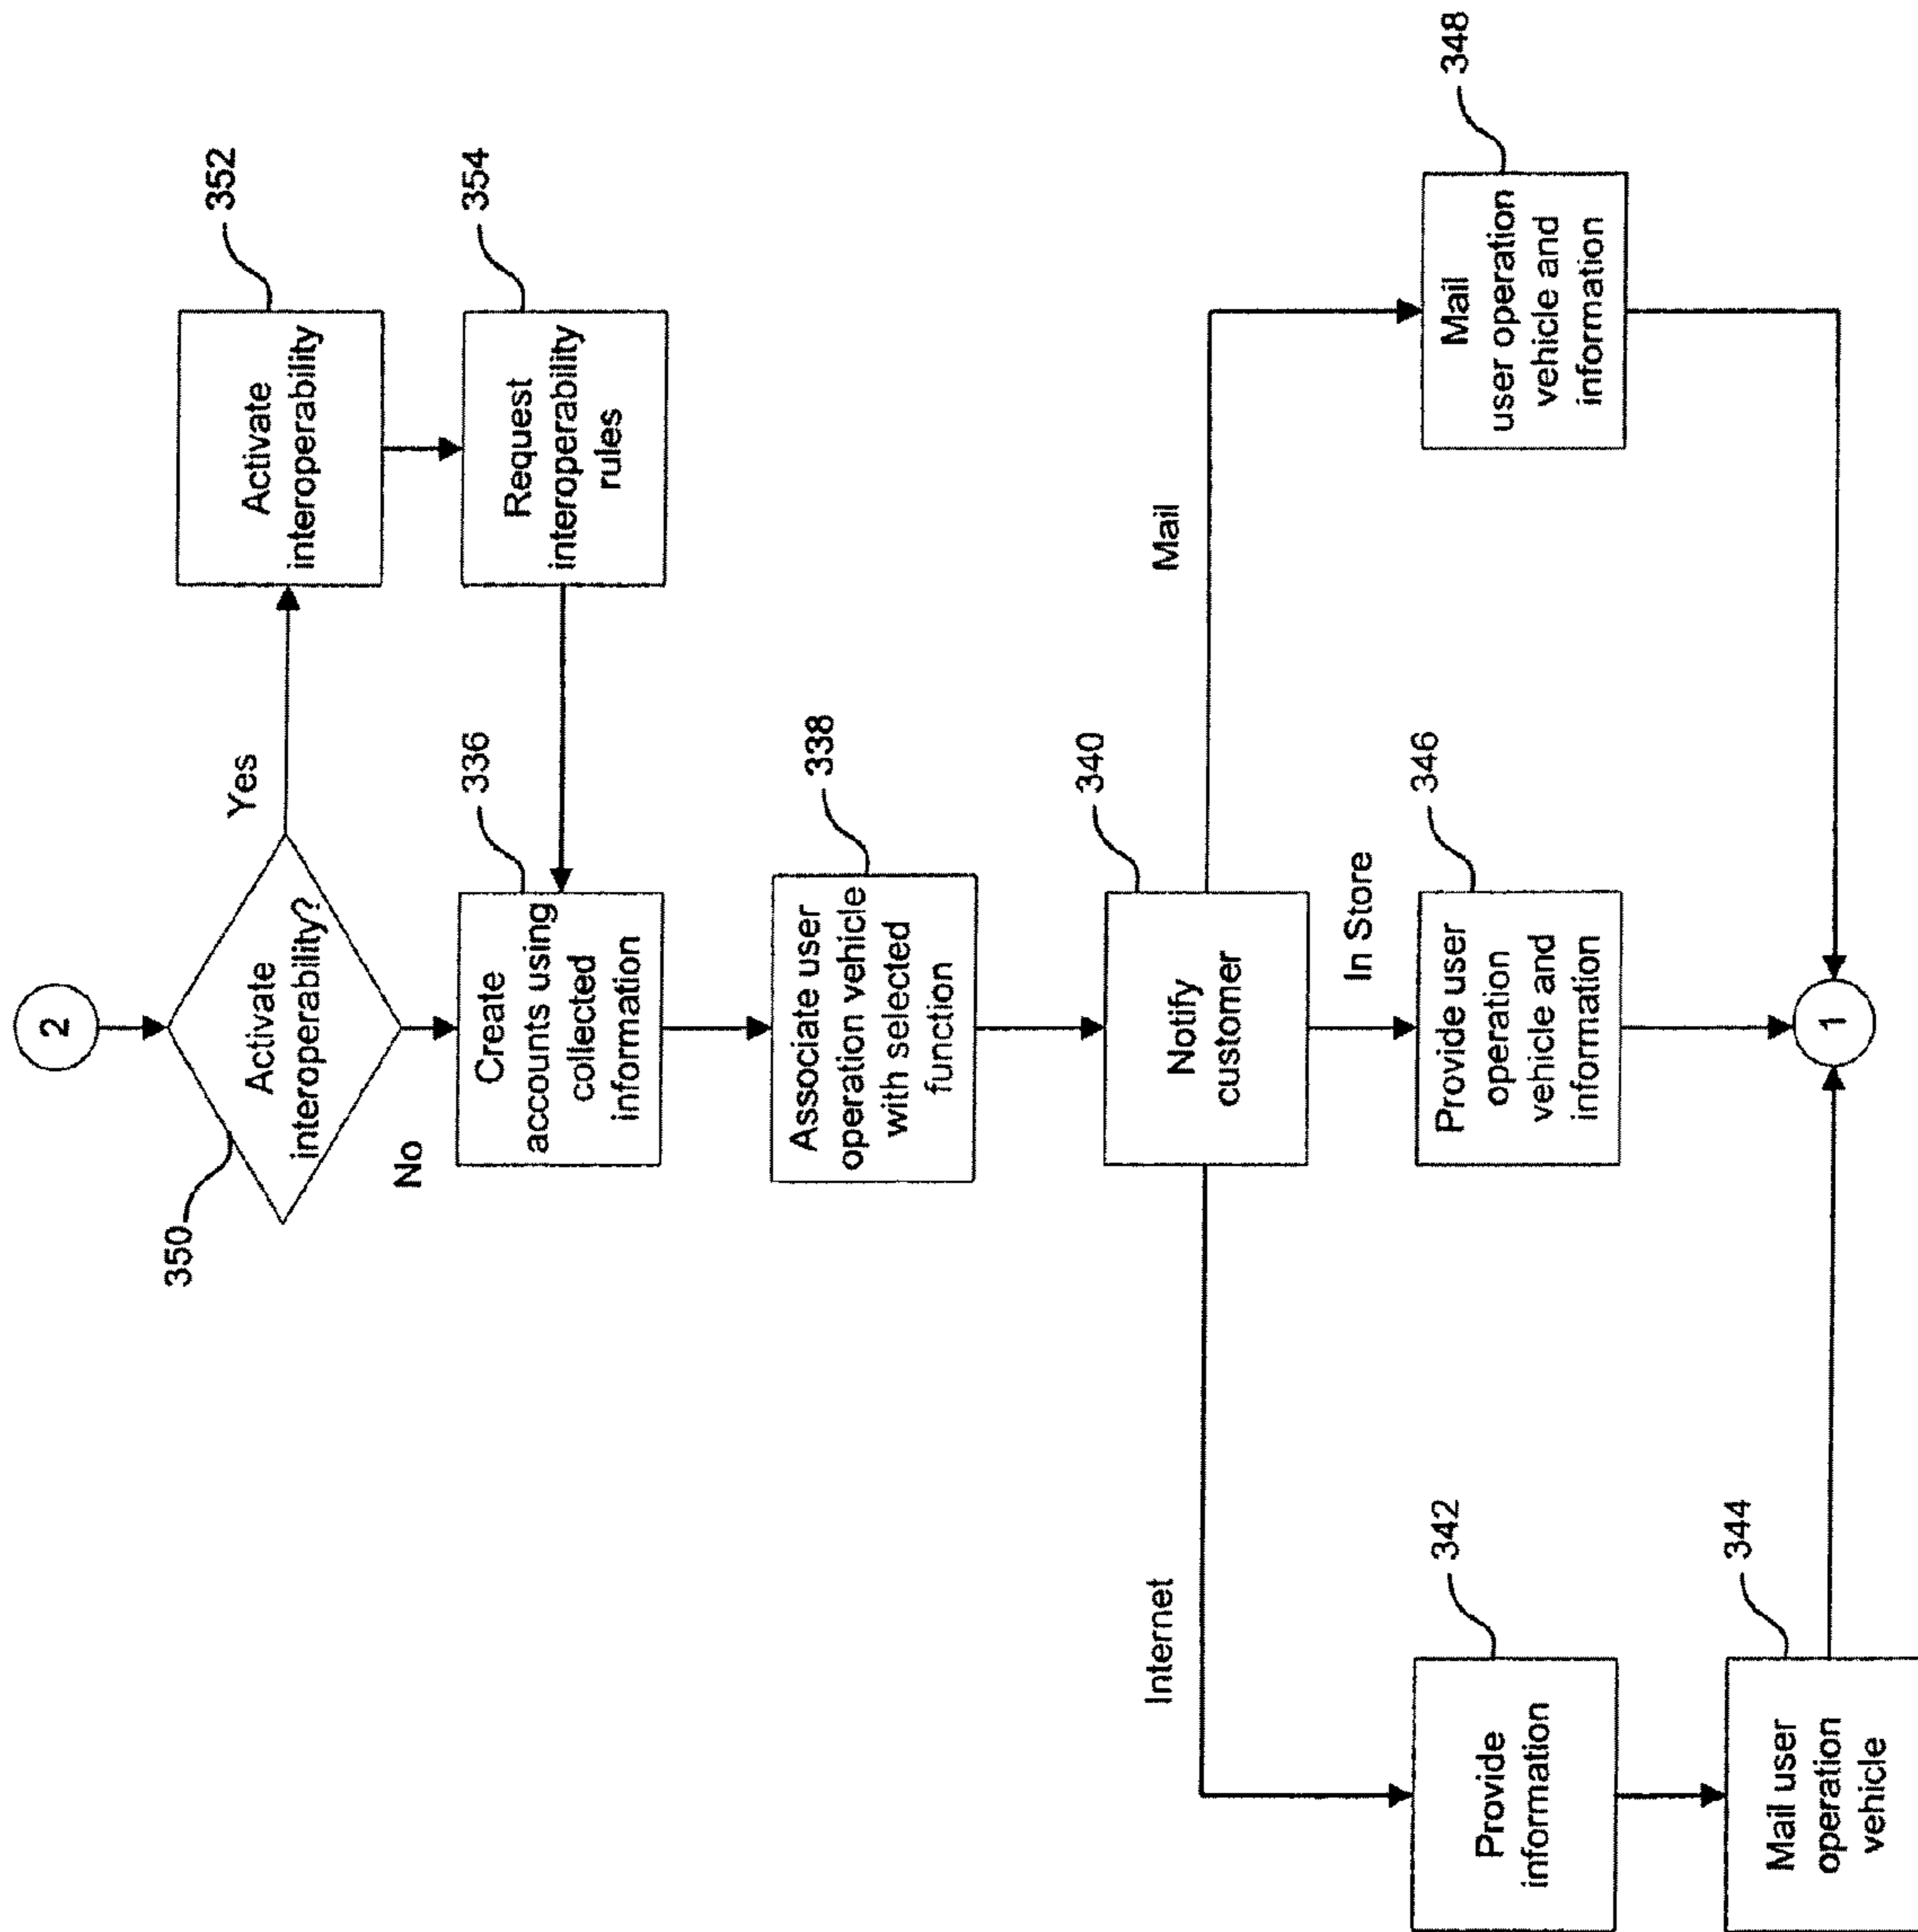 2
350
Activate
interoperability?
Yes
No
352
Activate
interoperability
354
Request
interoperability
rules
336
Create
accounts using
collected
information
338
Associate user
operation vehicle
with selected
function
340
Notify
customer
Internet
In Store
Mail
342
Provide
information
344
Mail user
operation
vehicle
346
Provide user
operation
vehicle and
information
348
Mail
user operation
vehicle and
information
1